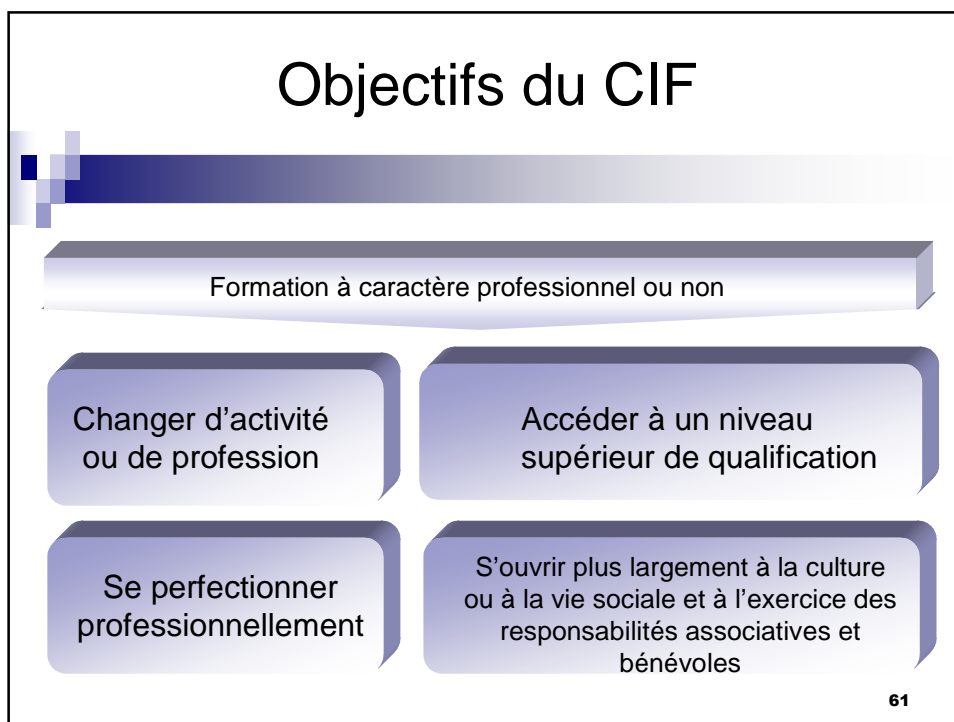 Objectifs du CIF
Formation à caractère professionnel ou non
Changer d’activité
ou de profession
Accéder à un niveau
supérieur de qualification
Se perfectionner
professionnellement
S’ouvrir plus largement à la culture
ou à la vie sociale et à l’exercice des
responsabilités associatives et
bénévoles
61